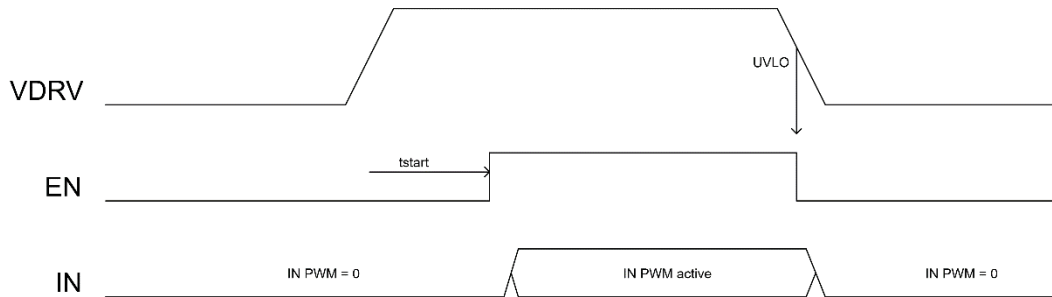 UVLO
VDRV
tstart
EN
IN PWM = 0
IN PWM active
IN PWM = 0
IN